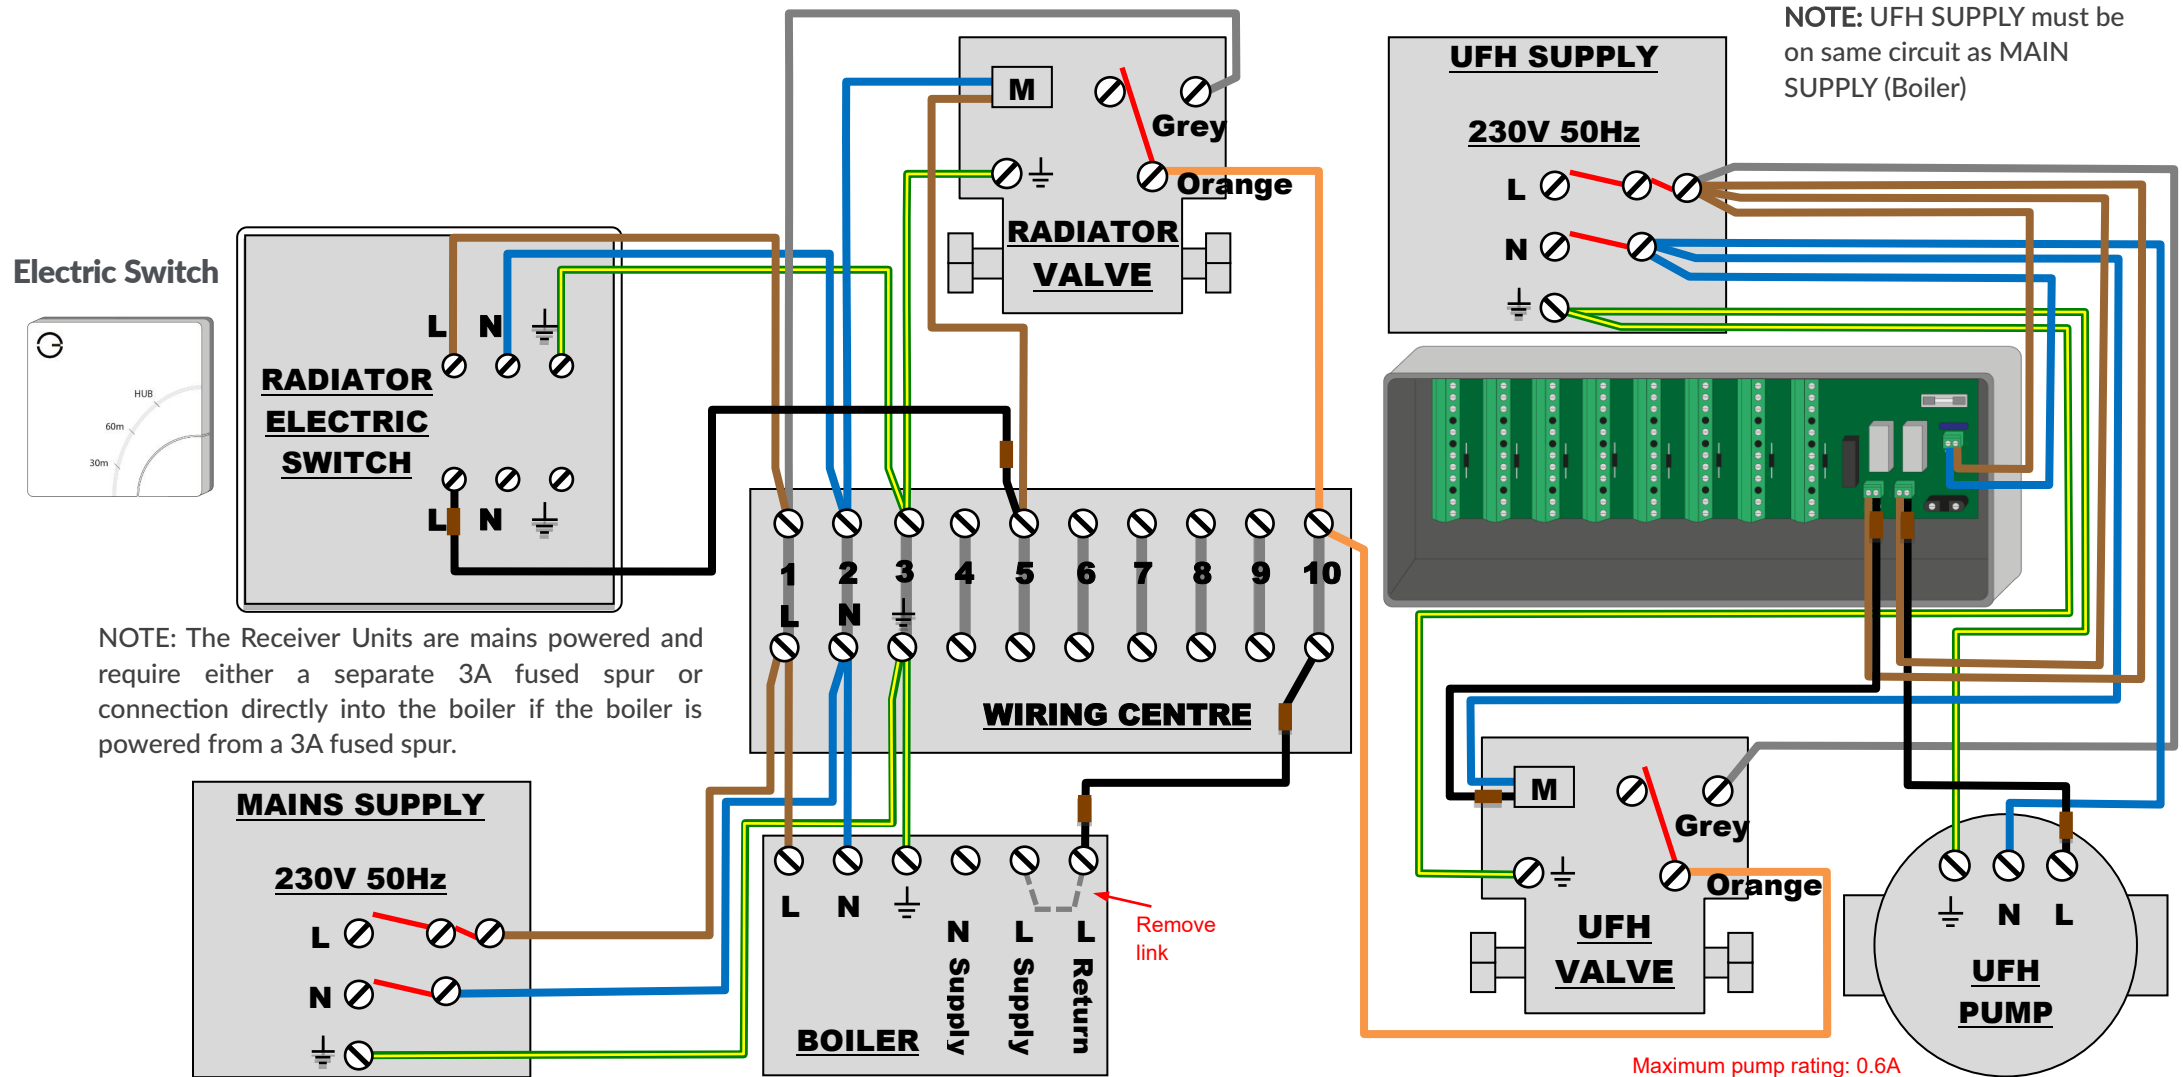 NOTE: UFH SUPPLY must be
on same circuit as MAIN
SUPPLY (Boiler)
UFH SUPPLY
230V 50Hz
L
N
M
Grey
Orange
RADIATOR
VALVE
Electric Switch
HUB
60m
30m
L N
RADIATOR
ELECTRIC
SWITCH
L N
1 2 3 4 5 6 7 8 9 10
L N
WIRING CENTRE
NOTE: The Receiver Units are mains powered and
require either a separate 3A fused spur or
connection directly into the boiler if the boiler is
powered from a 3A fused spur.
MAINS SUPPLY
230V 50Hz
L
N
L N
N Supply
L Supply
L Return
BOILER
Remove
link
M
Grey
Orange
UFH
VALVE
N L
UFH
PUMP
Maximum pump rating: 0.6A